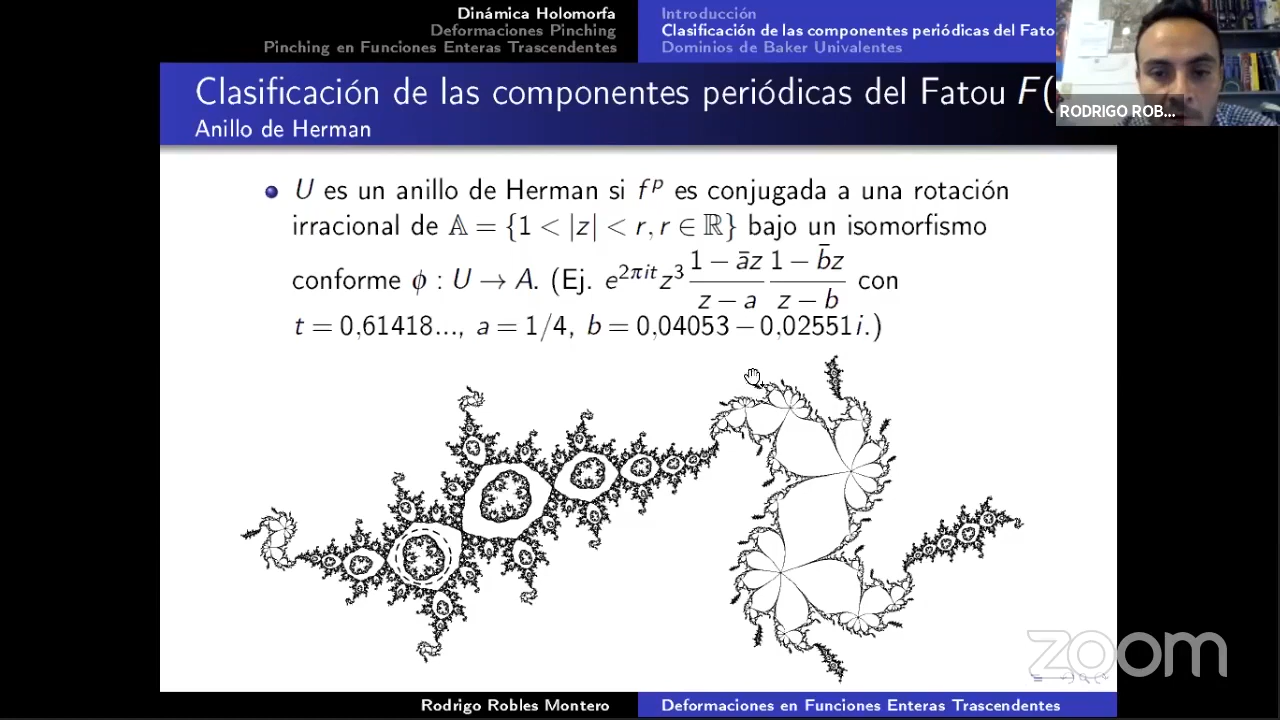 Dinámica Holomorfa
Deformaciones Pinching
Pinching en Funciones Enteras Trascendentes
Introducción
Clasificación de las componentes periódicas del Fato
Dominios de Baker Univalentes
RODRIGO ROB...
Clasificación de las componentes periódicas del Fatou F(
Anillo de Herman
U es un anillo de Herman si f^p es conjugada a una rotación
irracional de 𝔸 = {1 < |z| < r, r ∈ ℝ} bajo un isomorfismo
conforme ϕ : U → A. (Ej. e^{2πit}z^3 \frac{1 − āz}{z − a} \frac{1 − b̄z}{z − b} con
t = 0,61418..., a = 1/4, b = 0,04053 − 0,02551i.)
zoom
Rodrigo Robles Montero
Deformaciones en Funciones Enteras Trascendentes